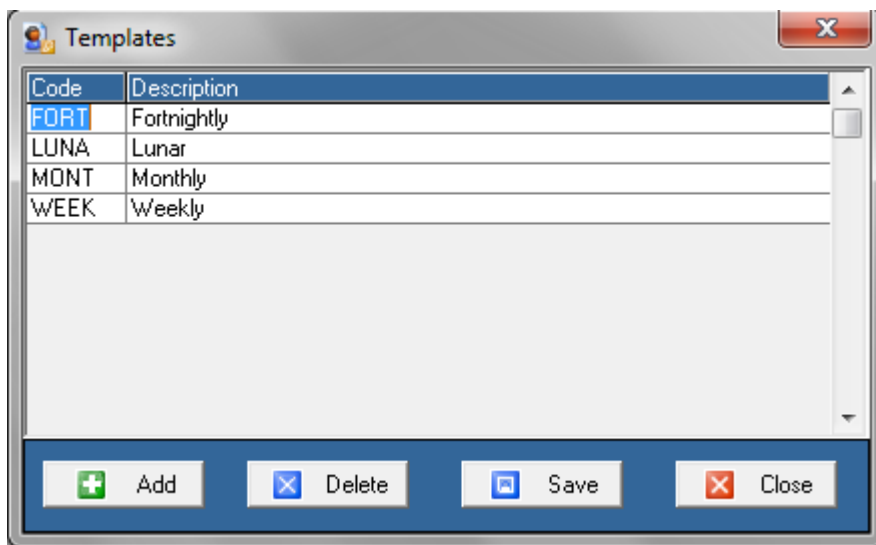 Templates
Code Description
FORT Fortnightly
LUNA Lunar
MONT Monthly
WEEK Weekly
Add Delete Save Close